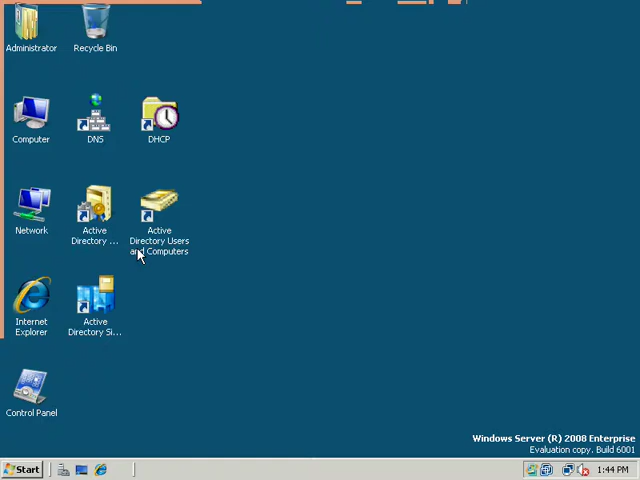 Administrator
Recycle Bin
Computer
DNS
DHCP
Network
Active
Directory ...
Active
Directory Users
and Computers
Internet
Explorer
Active
Directory Si...
Control Panel
Windows Server (R) 2008 Enterprise
Evaluation copy. Build 6001
Start
1:44 PM